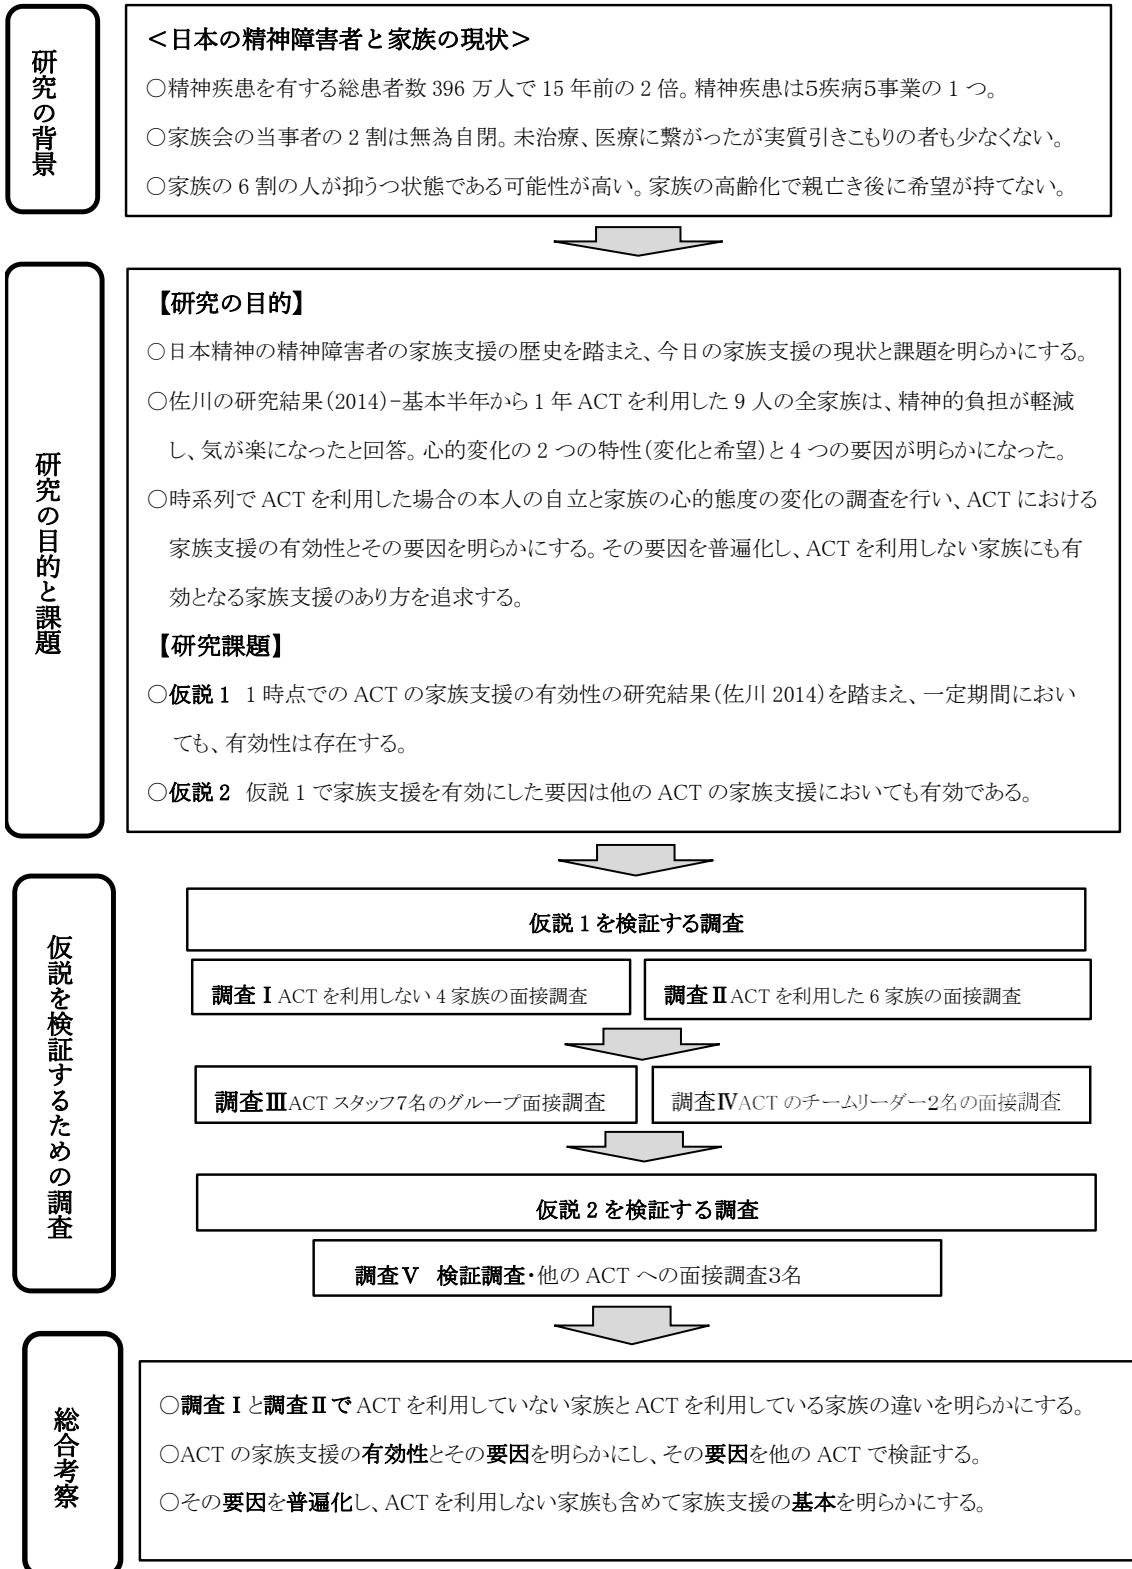 研究の背景
＜日本の精神障害者と家族の現状＞
○精神疾患を有する総患者数 396 万人で 15 年前の 2 倍。精神疾患は5疾病5事業の 1 つ。
○家族会の当事者の 2 割は無為自閉。未治療、医療に繋がったが実質引きこもりの者も少なくない。
○家族の 6 割の人が抑うつ状態である可能性が高い。家族の高齢化で親亡き後に希望が持てない。
研究の目的と課題
【研究の目的】
○日本精神の精神障害者の家族支援の歴史を踏まえ、今日の家族支援の現状と課題を明らかにする。
○佐川の研究結果(2014)－基本半年から 1 年 ACT を利用した 9 人の全家族は、精神的負担が軽減
し、気が楽になったと回答。心的変化の 2 つの特性(変化と希望)と 4 つの要因が明らかになった。
○時系列で ACT を利用した場合の本人の自立と家族の心的態度の変化の調査を行い、ACT における
家族支援の有効性とその要因を明らかにする。その要因を普遍化し、ACT を利用しない家族にも有
効となる家族支援のあり方を追求する。
【研究課題】
○仮説 1 1 時点での ACT の家族支援の有効性の研究結果(佐川 2014)を踏まえ、一定期間におい
ても、有効性は存在する。
○仮説 2 仮説 1 で家族支援を有効にした要因は他の ACT の家族支援においても有効である。
仮説を検証するための調査
仮説 1 を検証する調査
調査 Ⅰ ACT を利用しない 4 家族の面接調査
調査 Ⅱ ACT を利用した 6 家族の面接調査
調査Ⅲ ACT スタッフ7名のグループ面接調査
調査Ⅳ ACT のチームリーダー2名の面接調査
仮説 2 を検証する調査
調査Ⅴ 検証調査・他の ACT への面接調査3名
総合考察
○調査 Ⅰ と調査 Ⅱ で ACT を利用していない家族と ACT を利用している家族の違いを明らかにする。
○ACT の家族支援の有効性とその要因を明らかにし、その要因を他の ACT で検証する。
○その要因を普遍化し、ACT を利用しない家族も含めて家族支援の基本を明らかにする。